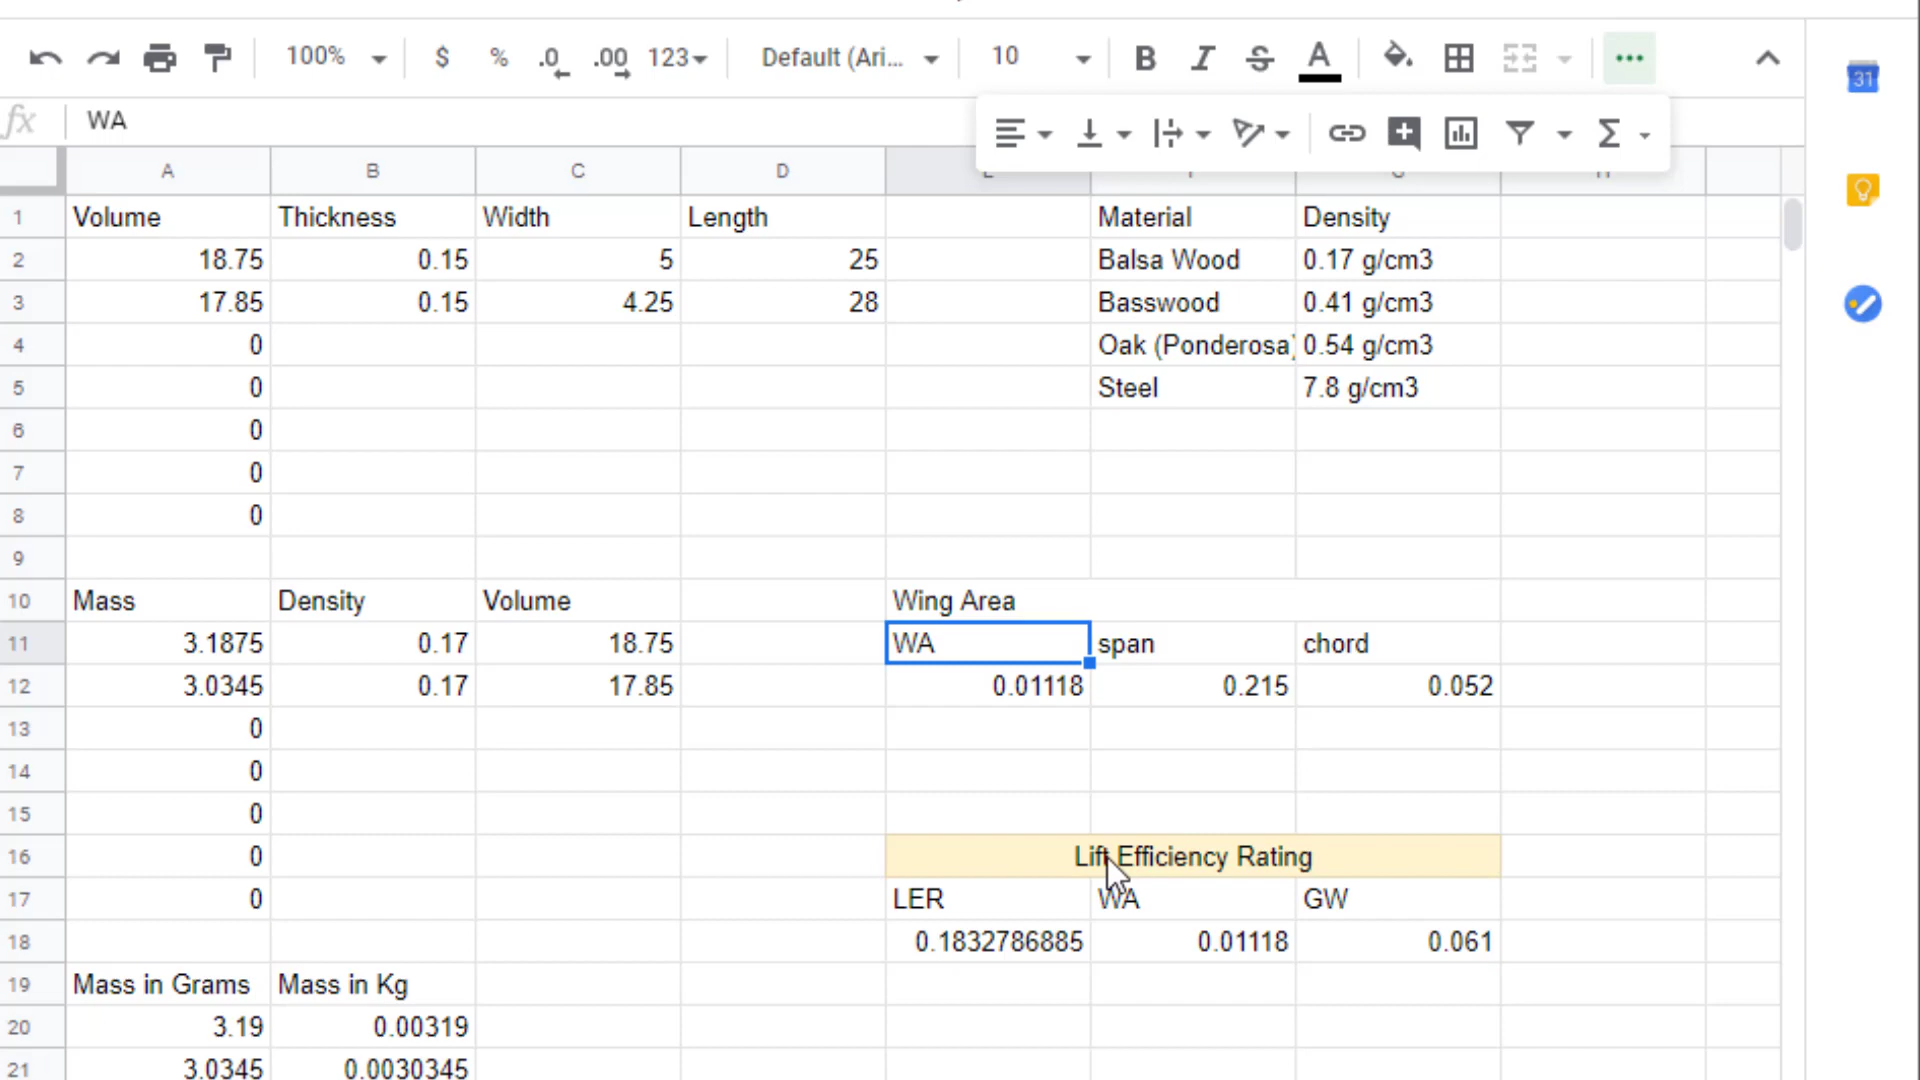 100% $ % .0 .00 123 Default (Ari... 10 B I S A
31
fx WA
A B C D
1 Volume Thickness Width Length Material Density
2 18.75 0.15 5 25 Balsa Wood 0.17 g/cm3
3 17.85 0.15 4.25 28 Basswood 0.41 g/cm3
4 0 Oak (Ponderosa) 0.54 g/cm3
5 0 Steel 7.8 g/cm3
6 0
7 0
8 0
9
10 Mass Density Volume Wing Area
11 3.1875 0.17 18.75 WA span chord
12 3.0345 0.17 17.85 0.01118 0.215 0.052
13 0
14 0
15 0
16 0 Lift Efficiency Rating
17 0 LER WA GW
18 0.1832786885 0.01118 0.061
19 Mass in Grams Mass in Kg
20 3.19 0.00319
21 3.0345 0.0030345